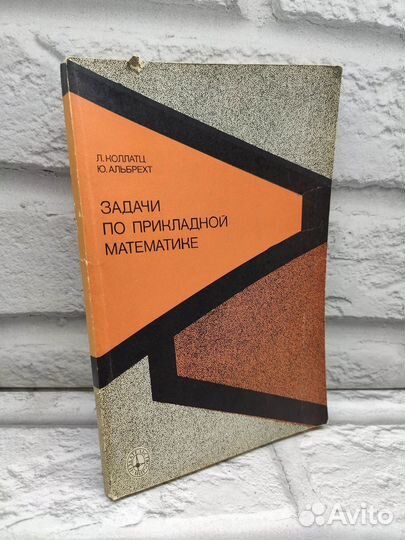 Л. КОЛЛАТЦ
Ю. АЛЬБРЕХТ
ЗАДАЧИ
ПО ПРИКЛАДНОЙ
МАТЕМАТИКЕ
Avito